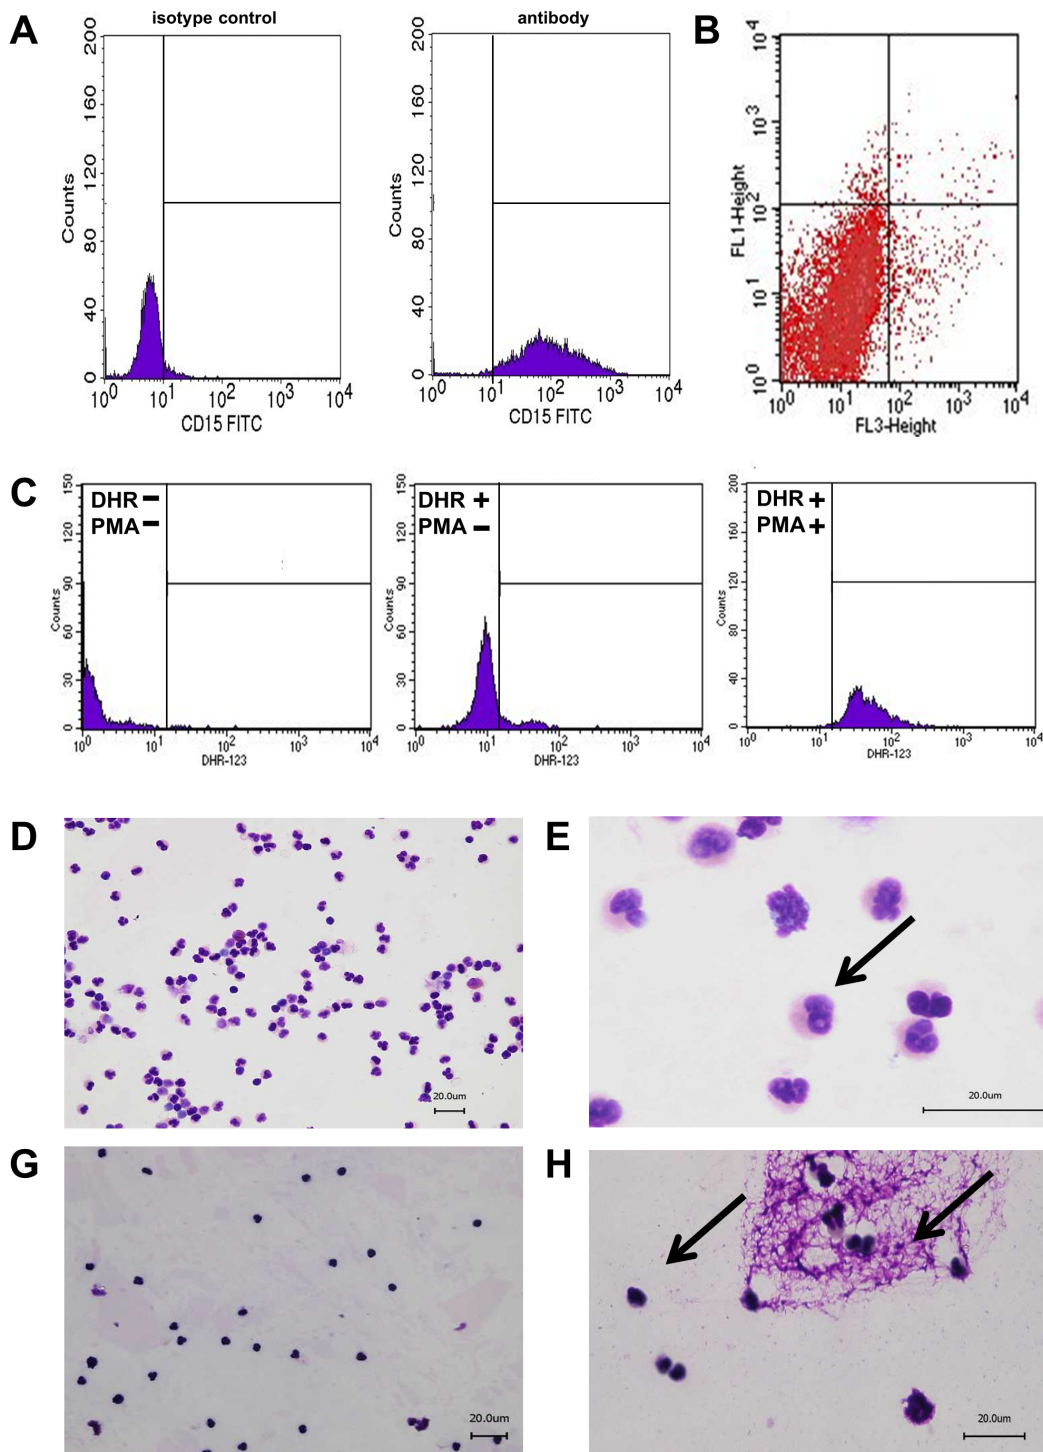 A
isotype control
200
160
120
80
40
0
Counts
10^0 10^1 10^2 10^3 10^4
CD15 FITC
antibody
200
160
120
80
40
0
Counts
10^0 10^1 10^2 10^3 10^4
CD15 FITC
B
10^4
10^3
10^2
10^1
10^0
FL1-Height
10^0 10^1 10^2 10^3 10^4
FL3-Height
C
DHR −
PMA −
150
120
90
60
30
0
Counts
10^0 10^1 10^2 10^3 10^4
DHR-123
DHR +
PMA −
150
120
90
60
30
0
Counts
10^0 10^1 10^2 10^3 10^4
DHR-123
DHR +
PMA +
200
160
120
80
40
0
Counts
10^0 10^1 10^2 10^3 10^4
DHR-123
D
20.0um
E
20.0um
G
20.0um
H
20.0um